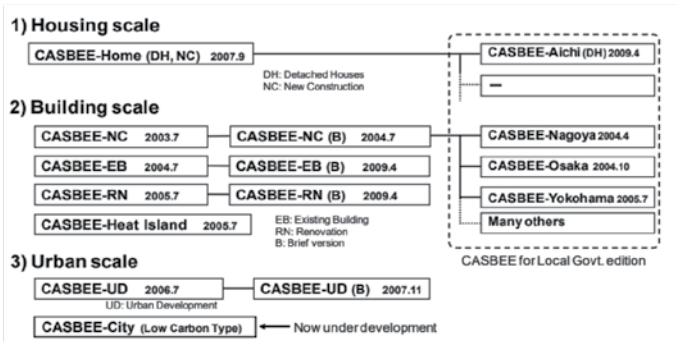 1) Housing scale
CASBEE-Home (DH, NC) 2007.9
CASBEE-Aichi (DH) 2009.4
DH: Detached Houses
NC: New Construction
—
2) Building scale
CASBEE-NC 2003.7
CASBEE-NC (B) 2004.7
CASBEE-Nagoya 2004.4
CASBEE-EB 2004.7
CASBEE-EB (B) 2009.4
CASBEE-Osaka 2004.10
CASBEE-RN 2005.7
CASBEE-RN (B) 2009.4
CASBEE-Yokohama 2005.7
CASBEE-Heat Island 2005.7
EB: Existing Building
RN: Renovation
B: Brief version
Many others
CASBEE for Local Govt. edition
3) Urban scale
CASBEE-UD 2006.7
CASBEE-UD (B) 2007.11
UD: Urban Development
CASBEE-City (Low Carbon Type)
Now under development